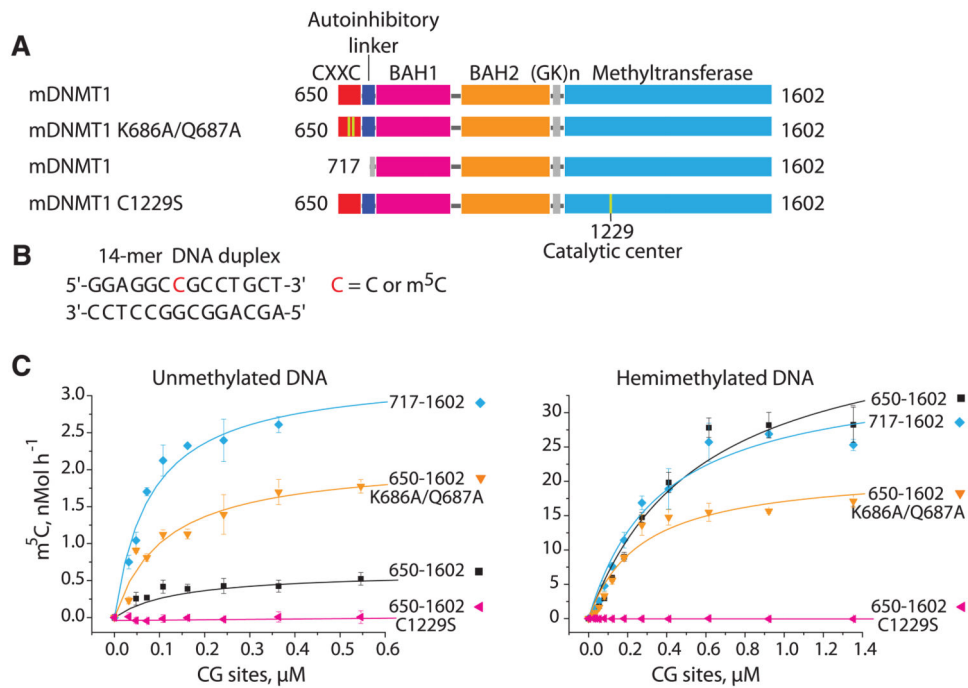 A
Autoinhibitory
linker
CXXC BAH1 BAH2 (GK)n Methyltransferase
mDNMT1 650 1602
mDNMT1 K686A/Q687A 650 1602
mDNMT1 717 1602
mDNMT1 C1229S 650 1602
1229
Catalytic center
B
14-mer DNA duplex
5'-GGAGGCCGCCTGCT-3' C = C or m⁵C
3'-CCTCCGGCGGACGA-5'
C
Unmethylated DNA
m⁵C, nMol h⁻¹
3.0
2.5
2.0
1.5
1.0
0.5
0.0
717-1602
650-1602
K686A/Q687A
650-1602
650-1602
C1229S
0.0 0.1 0.2 0.3 0.4 0.5 0.6
CG sites, µM
Hemimethylated DNA
30
25
20
15
10
5
0
650-1602
717-1602
650-1602
K686A/Q687A
650-1602
C1229S
0.0 0.2 0.4 0.6 0.8 1.0 1.2 1.4
CG sites, µM